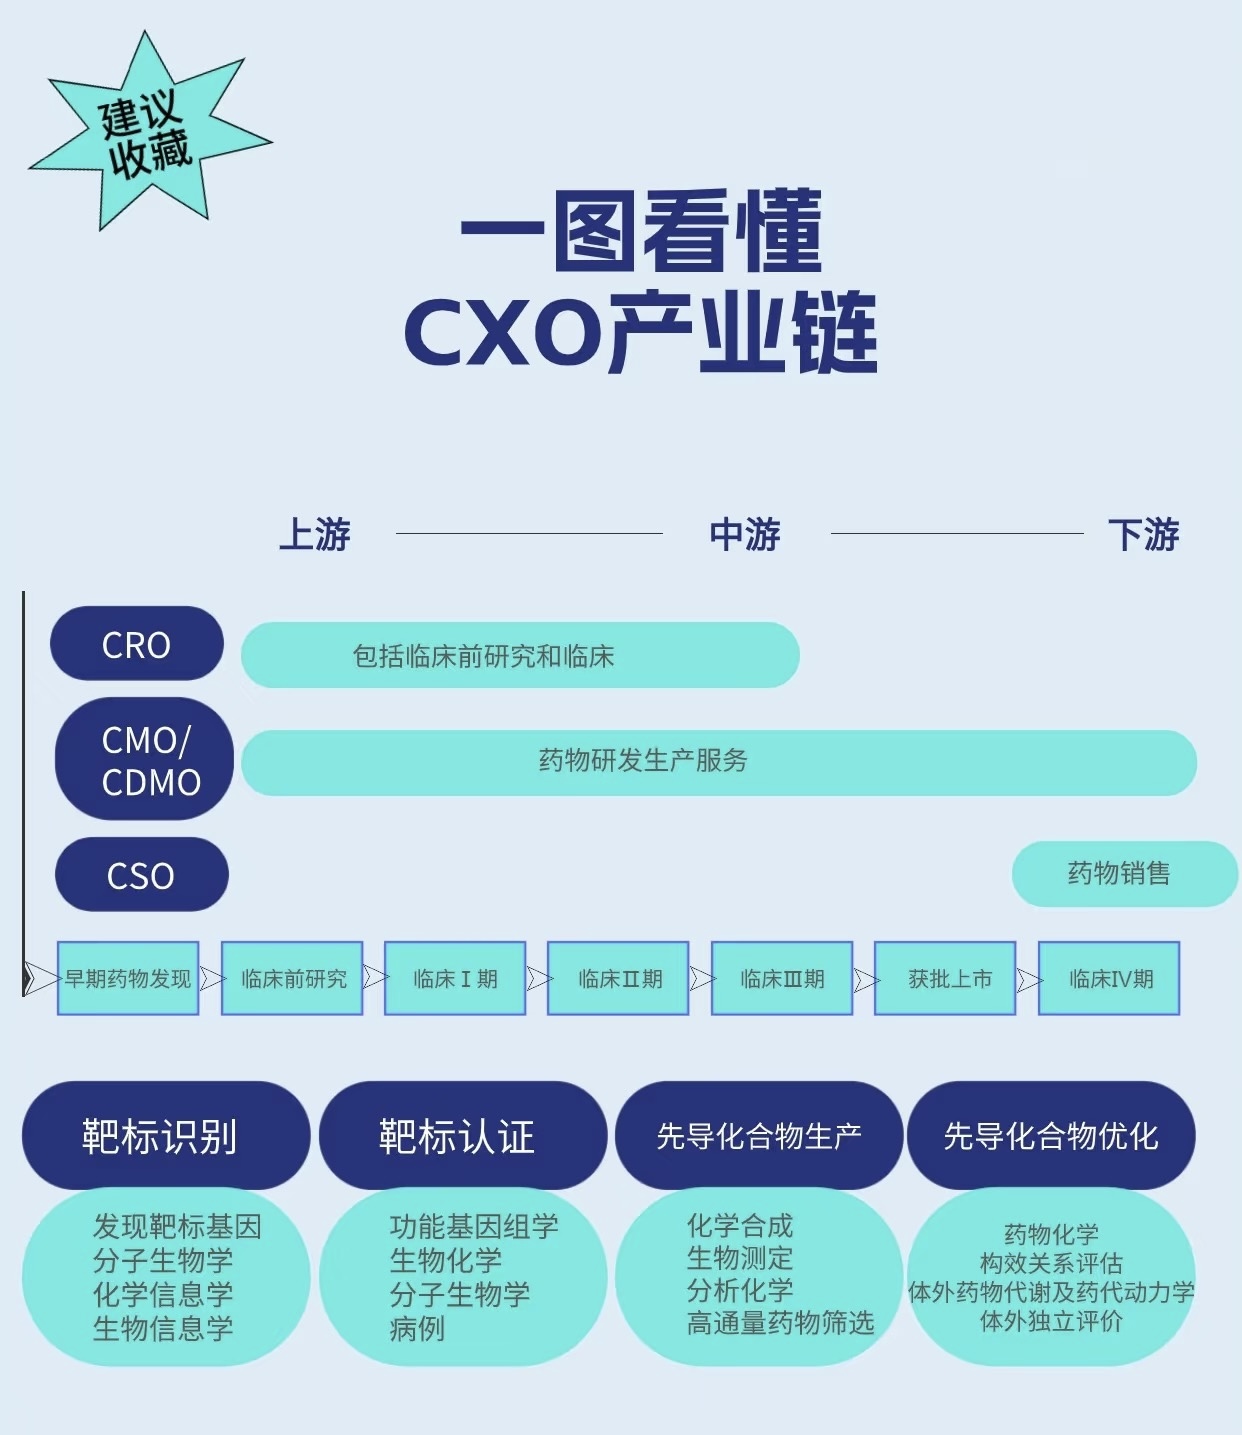 建议
收藏
一图看懂
CXO产业链
上游
中游
下游
CRO
包括临床前研究和临床
CMO/
CDMO
药物研发生产服务
CSO
药物销售
早期药物发现
临床前研究
临床Ⅰ期
临床Ⅱ期
临床Ⅲ期
获批上市
临床Ⅳ期
靶标识别
发现靶标基因
分子生物学
化学信息学
生物信息学
靶标认证
功能基因组学
生物化学
分子生物学
病例
先导化合物生产
化学合成
生物测定
分析化学
高通量药物筛选
先导化合物优化
药物化学
构效关系评估
体外药物代谢及药代动力学
体外独立评价